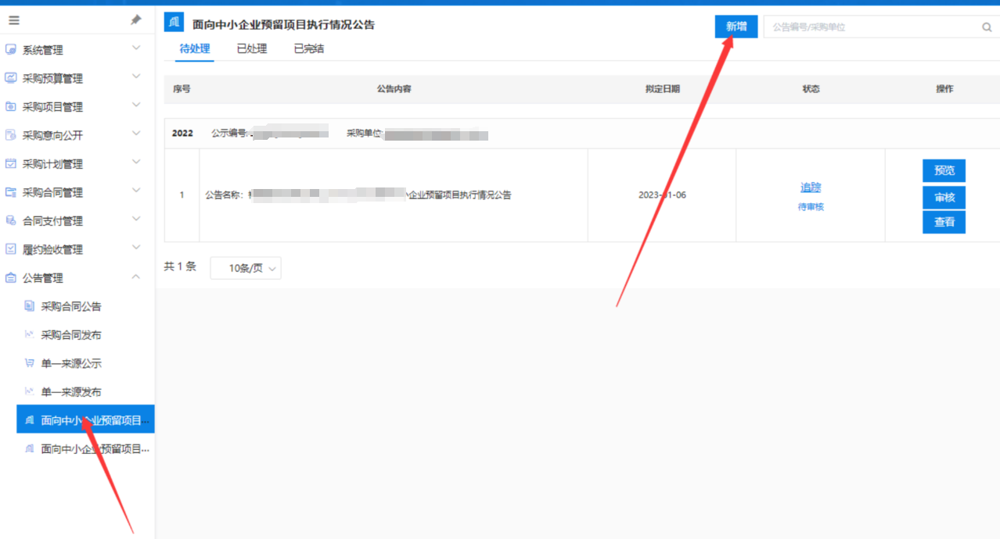 面向中小企业预留项目执行情况公告
新增
公告编号/采购单位
待处理 已处理 已完结
系统管理
采购预算管理
采购项目管理
采购意向公开
采购计划管理
采购合同管理
合同支付管理
履约验收管理
公告管理
采购合同公告
采购合同发布
单一来源公示
单一来源发布
面向中小企业预留项目...
面向中小企业预留项目...
序号 公告内容 拟定日期 状态 操作
2022 公示编号: 采购单位:
1 公告名称: 小企业预留项目执行情况公告 2023-01-06
追踪
待审核
预览
审核
查看
共 1 条 10条/页